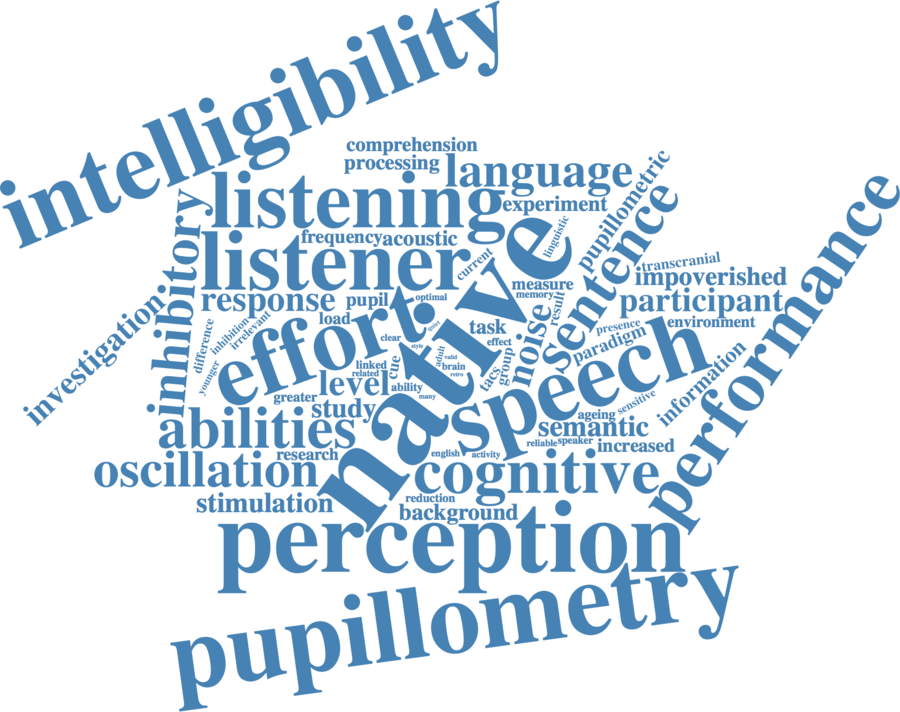 intelligibility
comprehension
processing
language
listening
experiment
pupillometric
linguistic
inhibitory
frequency
acoustic
listener
native
current
sentence
transcranial
impoverished
performance
response
pupil
optimal
measure
memory
result
participant
investigation
load
effort
quiet
task
noise
presence
environment
difference
inhibition
irrelevant
clear
style
effect
paradigm
younger
adult
valid
brain
retro
group
tacs
speech
information
linked
related
cue
level
ability
many
greater
study
ageing
sensitive
abilities
semantic
research
english
activity
reliable
speaker
increased
oscillation
cognitive
stimulation
reduction
background
perception
pupillometry